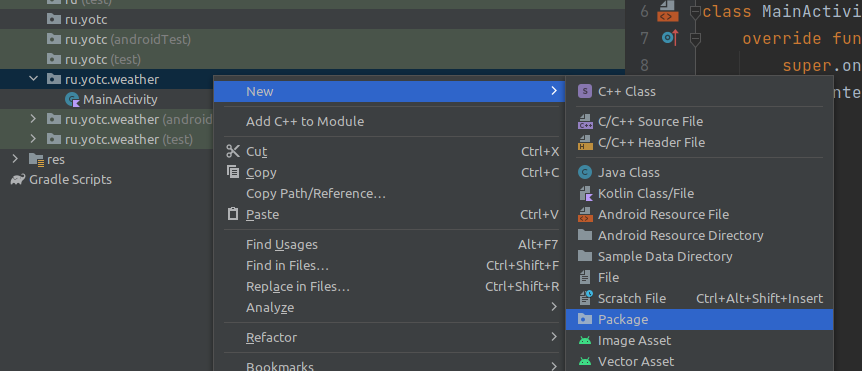 ru (test)
ru.yotc
ru.yotc (androidTest)
ru.yotc (test)
ru.yotc.weather
MainActivity
ru.yotc.weather (android
ru.yotc.weather (test)
res
Gradle Scripts
New
Add C++ to Module
Cut Ctrl+X
Copy Ctrl+C
Copy Path/Reference...
Paste Ctrl+V
Find Usages Alt+F7
Find in Files... Ctrl+Shift+F
Replace in Files... Ctrl+Shift+R
Analyze
Refactor
Bookmarks
C++ Class
C/C++ Source File
C/C++ Header File
Java Class
Kotlin Class/File
Android Resource File
Android Resource Directory
Sample Data Directory
File
Scratch File Ctrl+Alt+Shift+Insert
Package
Image Asset
Vector Asset
6 class MainActivi
7 override fun
8 super.on
nte